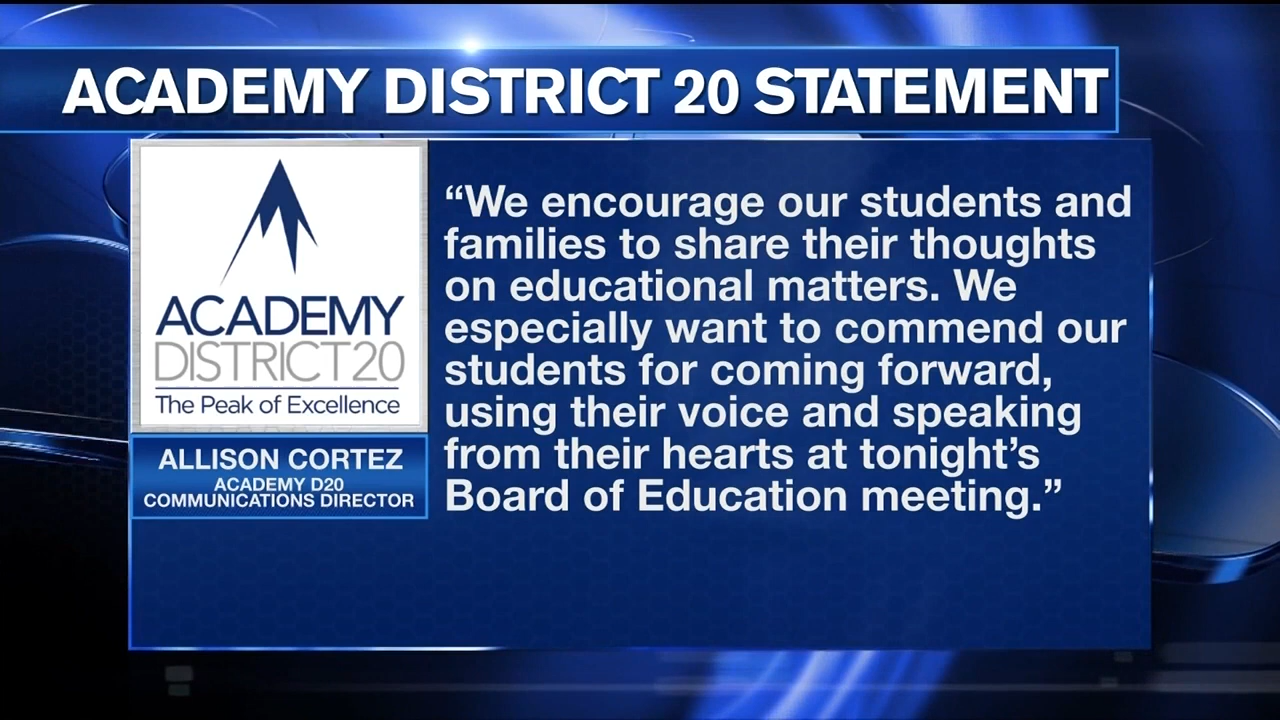 ACADEMY DISTRICT 20 STATEMENT
ACADEMY
DISTRICT 20
The Peak of Excellence
ALLISON CORTEZ
ACADEMY D20
COMMUNICATIONS DIRECTOR
“We encourage our students and
families to share their thoughts
on educational matters. We
especially want to commend our
students for coming forward,
using their voice and speaking
from their hearts at tonight’s
Board of Education meeting.”